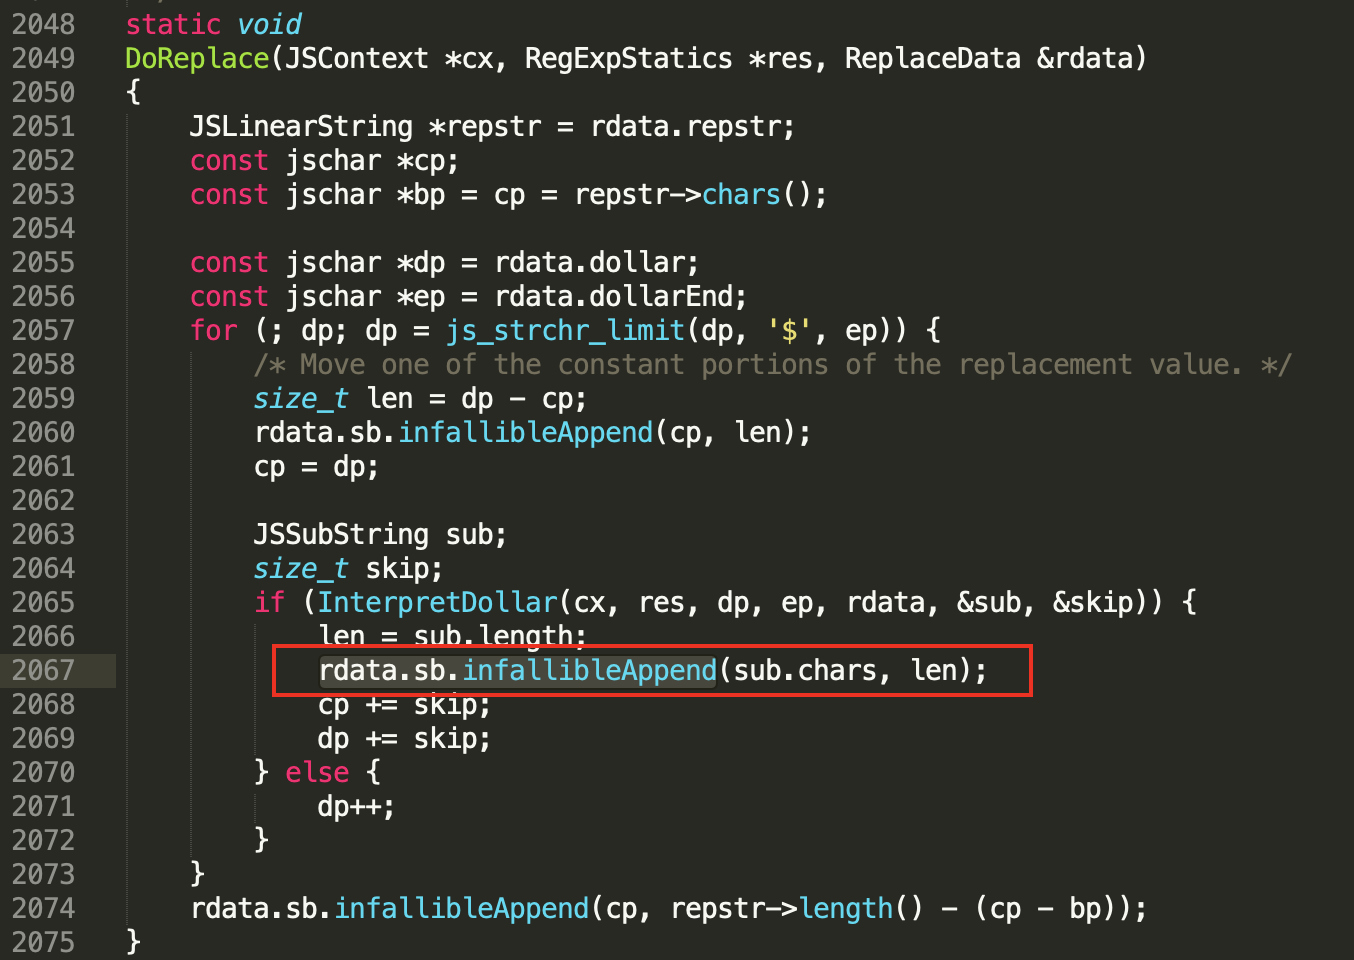 2048 static void
2049 DoReplace(JSContext *cx, RegExpStatics *res, ReplaceData &rdata)
2050 {
2051     JSLinearString *repstr = rdata.repstr;
2052     const jschar *cp;
2053     const jschar *bp = cp = repstr->chars();
2054
2055     const jschar *dp = rdata.dollar;
2056     const jschar *ep = rdata.dollarEnd;
2057     for (; dp; dp = js_strchr_limit(dp, '$', ep)) {
2058         /* Move one of the constant portions of the replacement value. */
2059         size_t len = dp - cp;
2060         rdata.sb.infallibleAppend(cp, len);
2061         cp = dp;
2062
2063         JSSubString sub;
2064         size_t skip;
2065         if (InterpretDollar(cx, res, dp, ep, rdata, &sub, &skip)) {
2066             len = sub.length;
2067             rdata.sb.infallibleAppend(sub.chars, len);
2068             cp += skip;
2069             dp += skip;
2070         } else {
2071             dp++;
2072         }
2073     }
2074     rdata.sb.infallibleAppend(cp, repstr->length() - (cp - bp));
2075 }